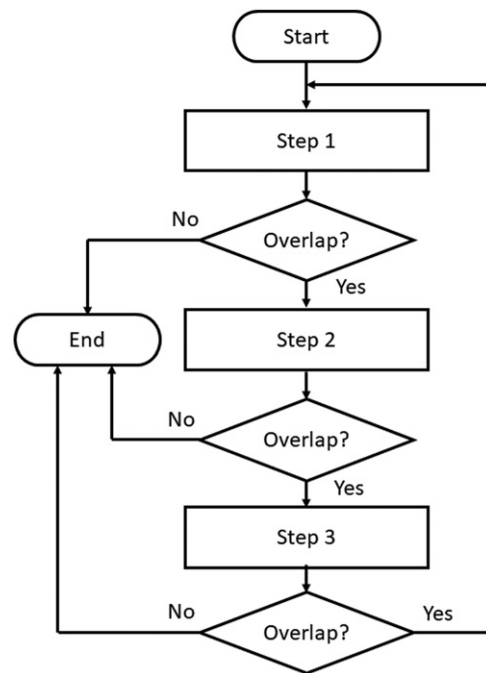 Start
Step 1
No
Overlap?
Yes
End
Step 2
No
Overlap?
Yes
Step 3
No
Overlap?
Yes